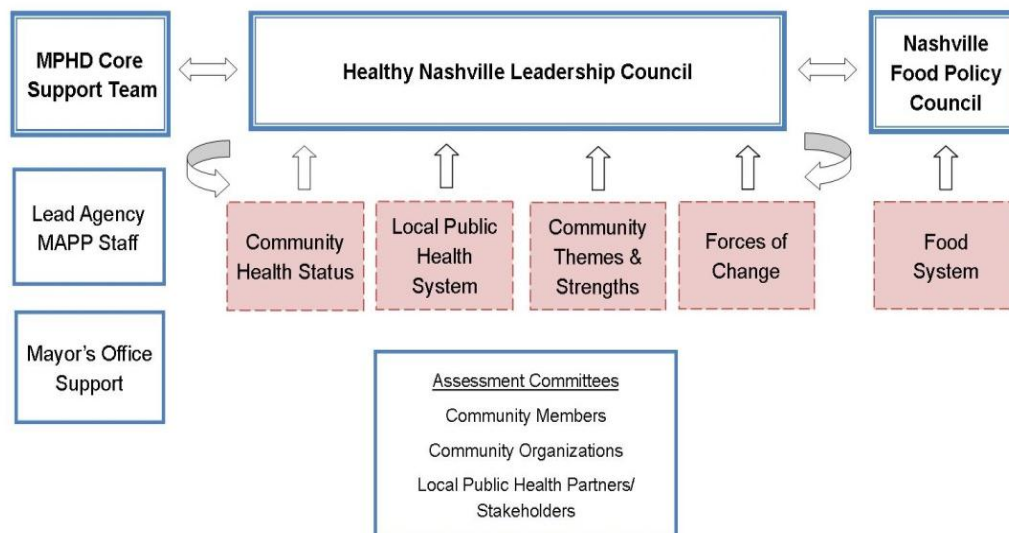 MPHD Core
Support Team
Healthy Nashville Leadership Council
Nashville
Food Policy
Council
Lead Agency
MAPP Staff
Community
Health Status
Local Public
Health
System
Community
Themes &
Strengths
Forces of
Change
Food
System
Mayor's Office
Support
Assessment Committees
Community Members
Community Organizations
Local Public Health Partners/
Stakeholders